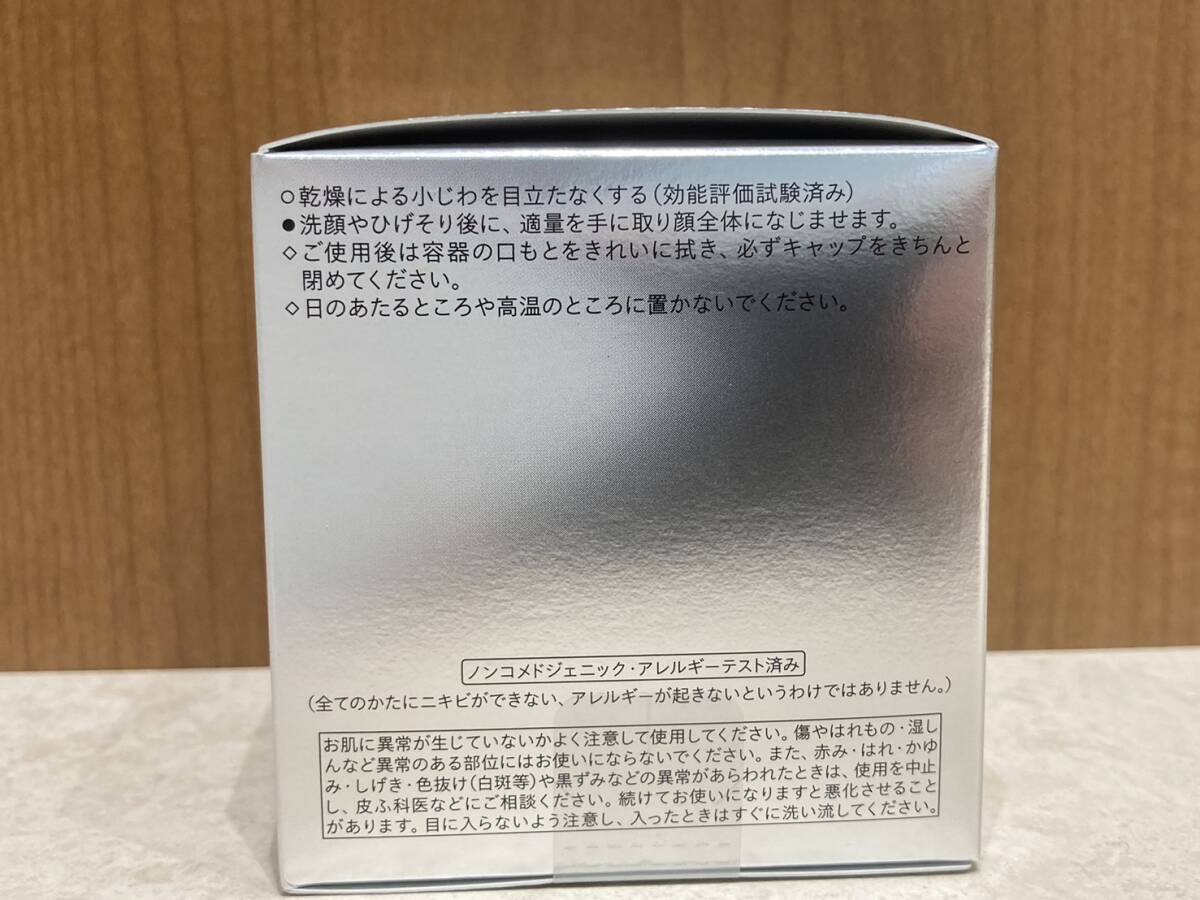 ○乾燥による小じわを目立たなくする(効能評価試験済み)
●洗顔やひげそり後に、適量を手に取り顔全体になじませます。
◇ご使用後は容器の口もとをきれいに拭き、必ずキャップをきちんと
閉めてください。
◇日のあたるところや高温のところに置かないでください。
ノンコメドジェニック・アレルギーテスト済み
(全てのかたにニキビができない、アレルギーが起きないというわけではありません。)
お肌に異常が生じていないかよく注意して使用してください。傷やはれもの・湿し
んなど異常のある部位にはお使いにならないでください。また、赤み・はれ・かゆ
み・しげき・色抜け(白斑等)や黒ずみなどの異常があらわれたときは、使用を中止
し、皮ふ科医などにご相談ください。続けてお使いになりますと悪化させること
があります。目に入らないよう注意し、入ったときはすぐに洗い流してください。